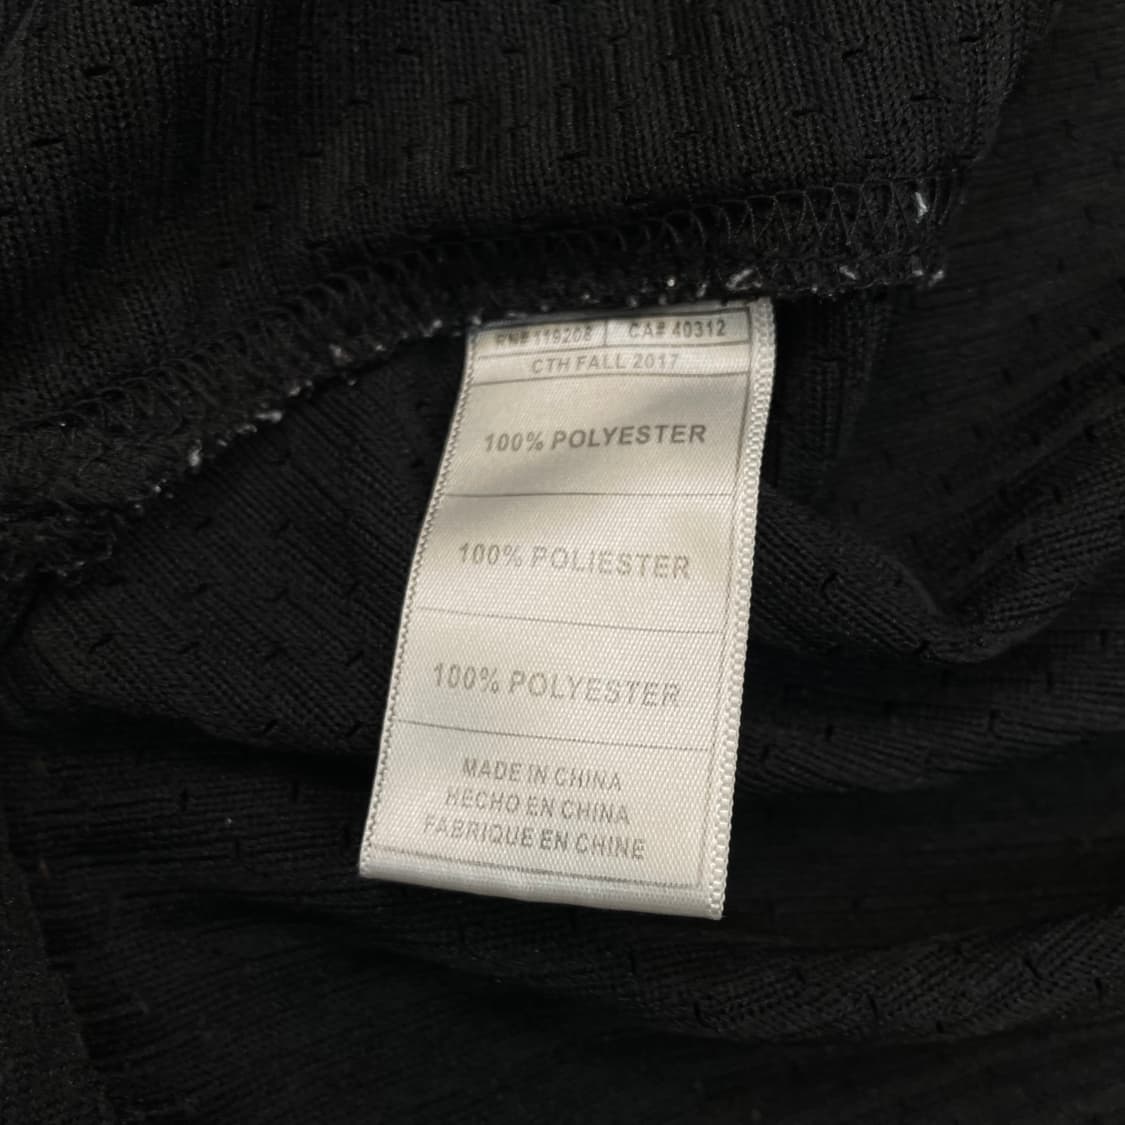 RN# 119208 CA# 40312
CTH FALL 2017
100% POLYESTER
100% POLIESTER
100% POLYESTER
MADE IN CHINA
HECHO EN CHINA
FABRIQUE EN CHINE